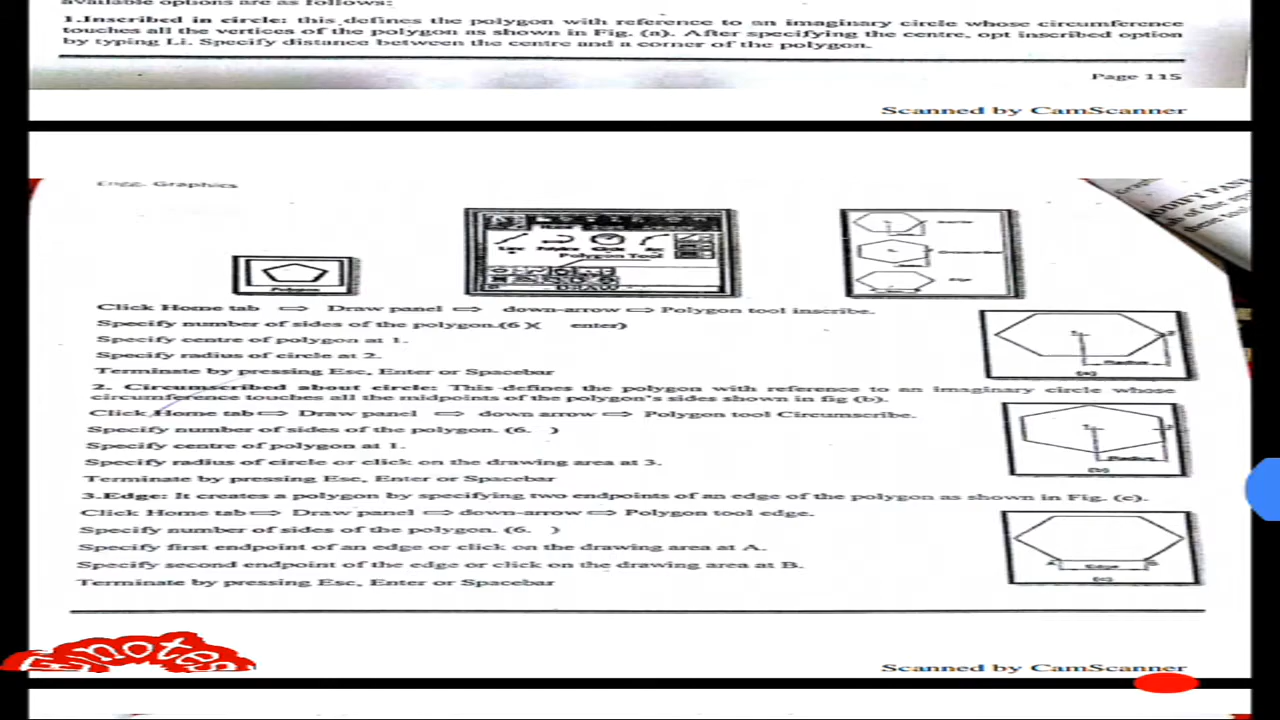 available options are as follows:
1.Inscribed in circle: this defines the polygon with reference to an imaginary circle whose circumference
touches all the vertices of the polygon as shown in Fig. (a). After specifying the centre, opt inscribed option
by typing Li. Specify distance between the centre and a corner of the polygon.
Page 115
Scanned by CamScanner
Engg. Graphics
Polygon Tool
DRAW
Polygon
Edge
Click Home tab ⇨ Draw panel ⇨ down-arrow ⇨ Polygon tool inscribe.
Specify number of sides of the polygon.(6 )( enter)
Specify centre of polygon at 1.
Specify radius of circle at 2.
Terminate by pressing Esc, Enter or Spacebar
Radius
(a)
2. Circumscribed about circle: This defines the polygon with reference to an imaginary circle whose
circumference touches all the midpoints of the polygon's sides shown in fig (b).
Click Home tab ⇨ Draw panel ⇨ down arrow ⇨ Polygon tool Circumscribe.
Specify number of sides of the polygon. (6. )
Specify centre of polygon at 1.
Specify radius of circle or click on the drawing area at 3.
Terminate by pressing Esc, Enter or Spacebar
Radius
(b)
3.Edge: It creates a polygon by specifying two endpoints of an edge of the polygon as shown in Fig. (c).
Click Home tab ⇨ Draw panel ⇨ down-arrow ⇨ Polygon tool edge.
Specify number of sides of the polygon. (6. )
Specify first endpoint of an edge or click on the drawing area at A.
Specify second endpoint of the edge or click on the drawing area at B.
Terminate by pressing Esc, Enter or Spacebar
A Edge B
(c)
notes
Scanned by CamScanner